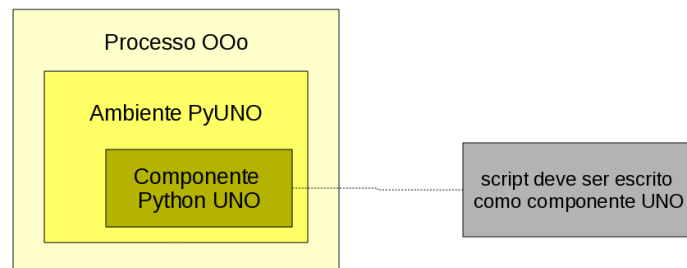 Processo OOo
Ambiente PyUNO
Componente
Python UNO
script deve ser escrito
como componente UNO